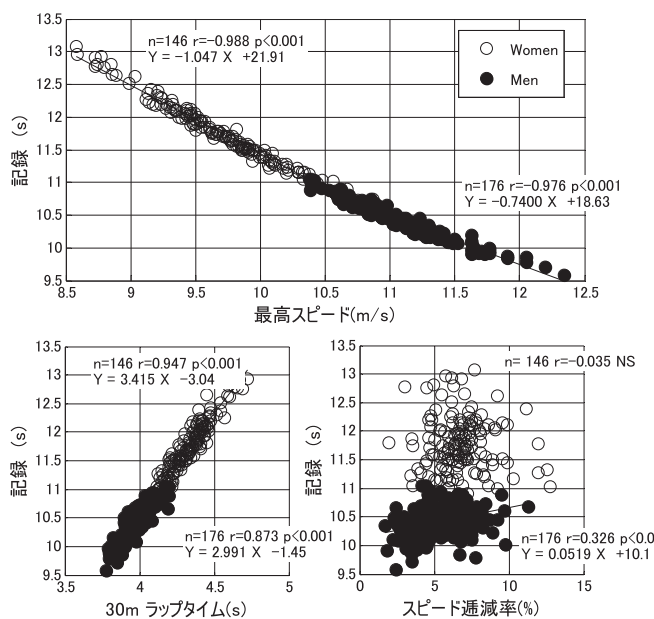 13.5
13
12.5
12
11.5
11
10.5
10
9.5
記録 (s)
n=146 r=-0.988 p<0.001
Y = -1.047 X +21.91
Women
Men
n=176 r=-0.976 p<0.001
Y = -0.7400 X +18.63
8.5 9 9.5 10 10.5 11 11.5 12 12.5
最高スピード(m/s)
13.5
13
12.5
12
11.5
11
10.5
10
9.5
記録 (s)
n=146 r=0.947 p<0.001
Y = 3.415 X -3.04
n=176 r=0.873 p<0.001
Y = 2.991 X -1.45
3.5 4 4.5 5
30m ラップタイム(s)
13.5
13
12.5
12
11.5
11
10.5
10
9.5
記録 (s)
n= 146 r=-0.035 NS
n=176 r=0.326 p<0.0
Y = 0.0519 X +10.1
0 5 10 15
スピード逓減率(%)